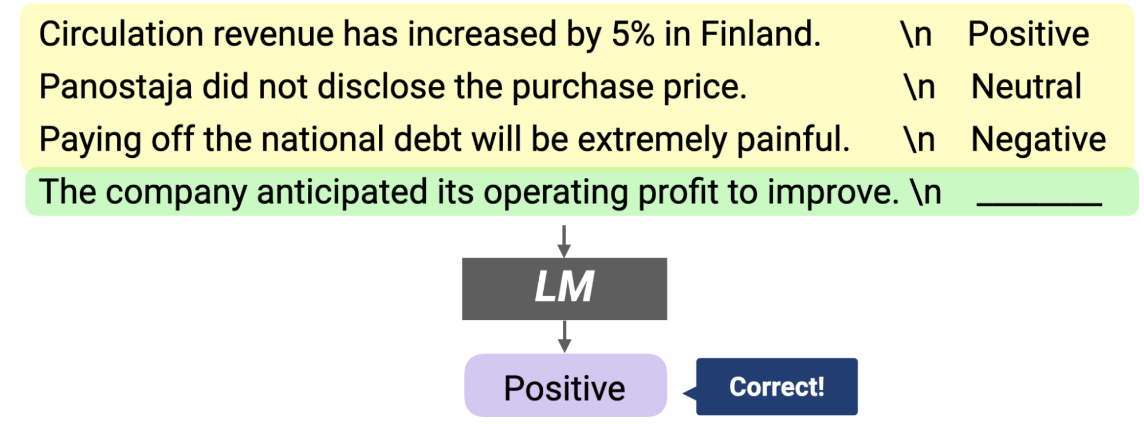 Circulation revenue has increased by 5% in Finland. \n Positive
Panostaja did not disclose the purchase price. \n Neutral
Paying off the national debt will be extremely painful. \n Negative
The company anticipated its operating profit to improve. \n ________
LM
Positive
Correct!